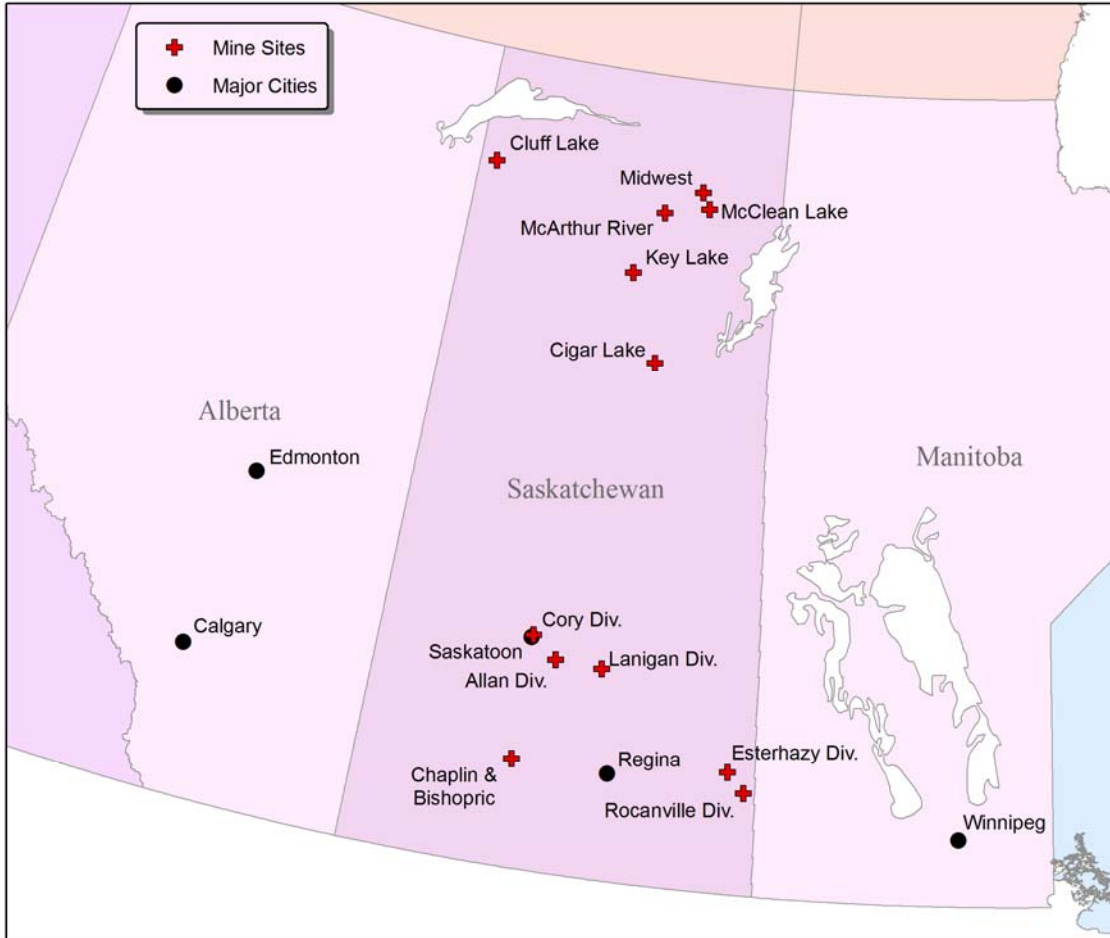 Mine Sites
Major Cities
Cluff Lake
Midwest
McClean Lake
McArthur River
Key Lake
Cigar Lake
Alberta
Edmonton
Manitoba
Saskatchewan
Cory Div.
Calgary
Saskatoon
Lanigan Div.
Allan Div.
Esterhazy Div.
Regina
Chaplin &
Bishopric
Rocanville Div.
Winnipeg